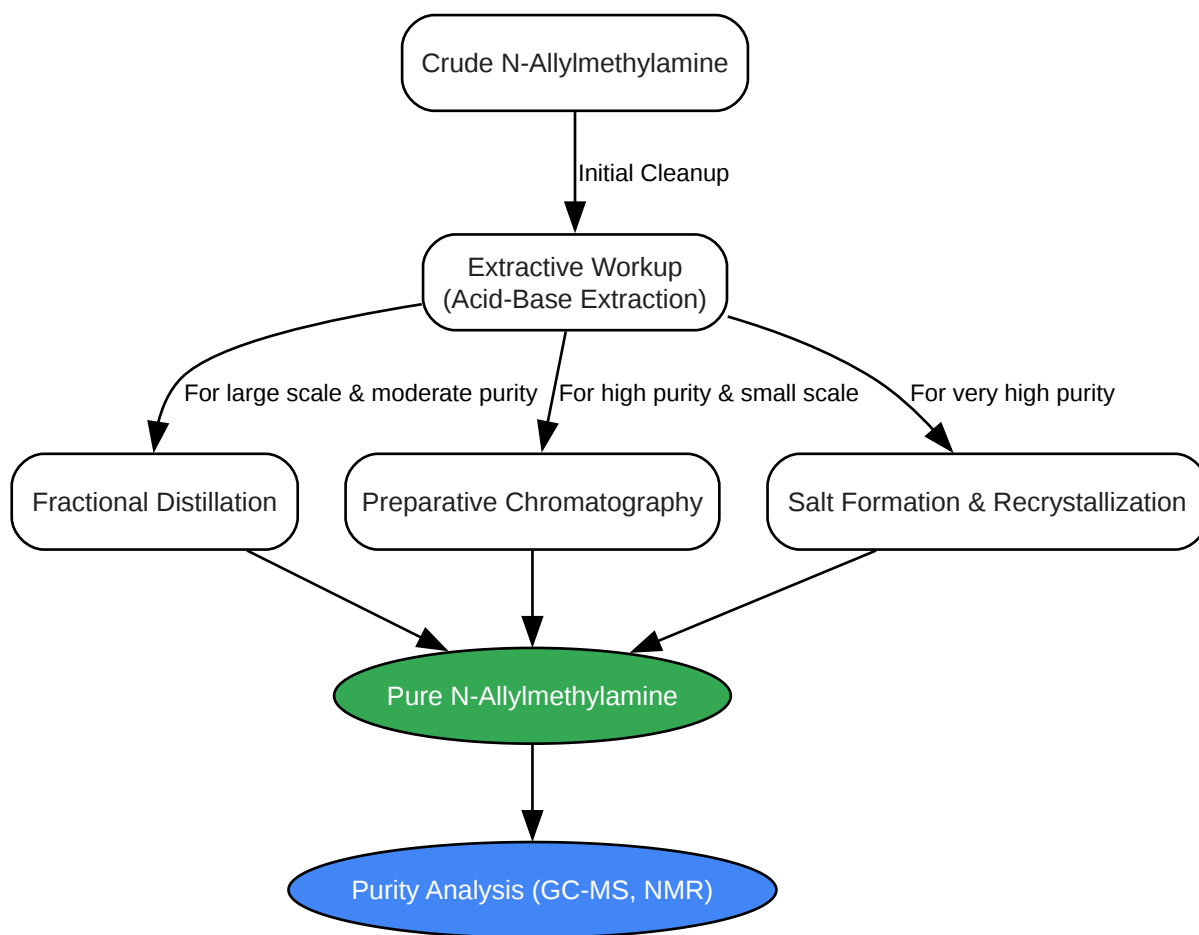 Crude N-Allylmethylamine
Initial Cleanup
Extractive Workup
(Acid-Base Extraction)
For large scale & moderate purity
For high purity & small scale
For very high purity
Fractional Distillation
Preparative Chromatography
Salt Formation & Recrystallization
Pure N-Allylmethylamine
Purity Analysis (GC-MS, NMR)